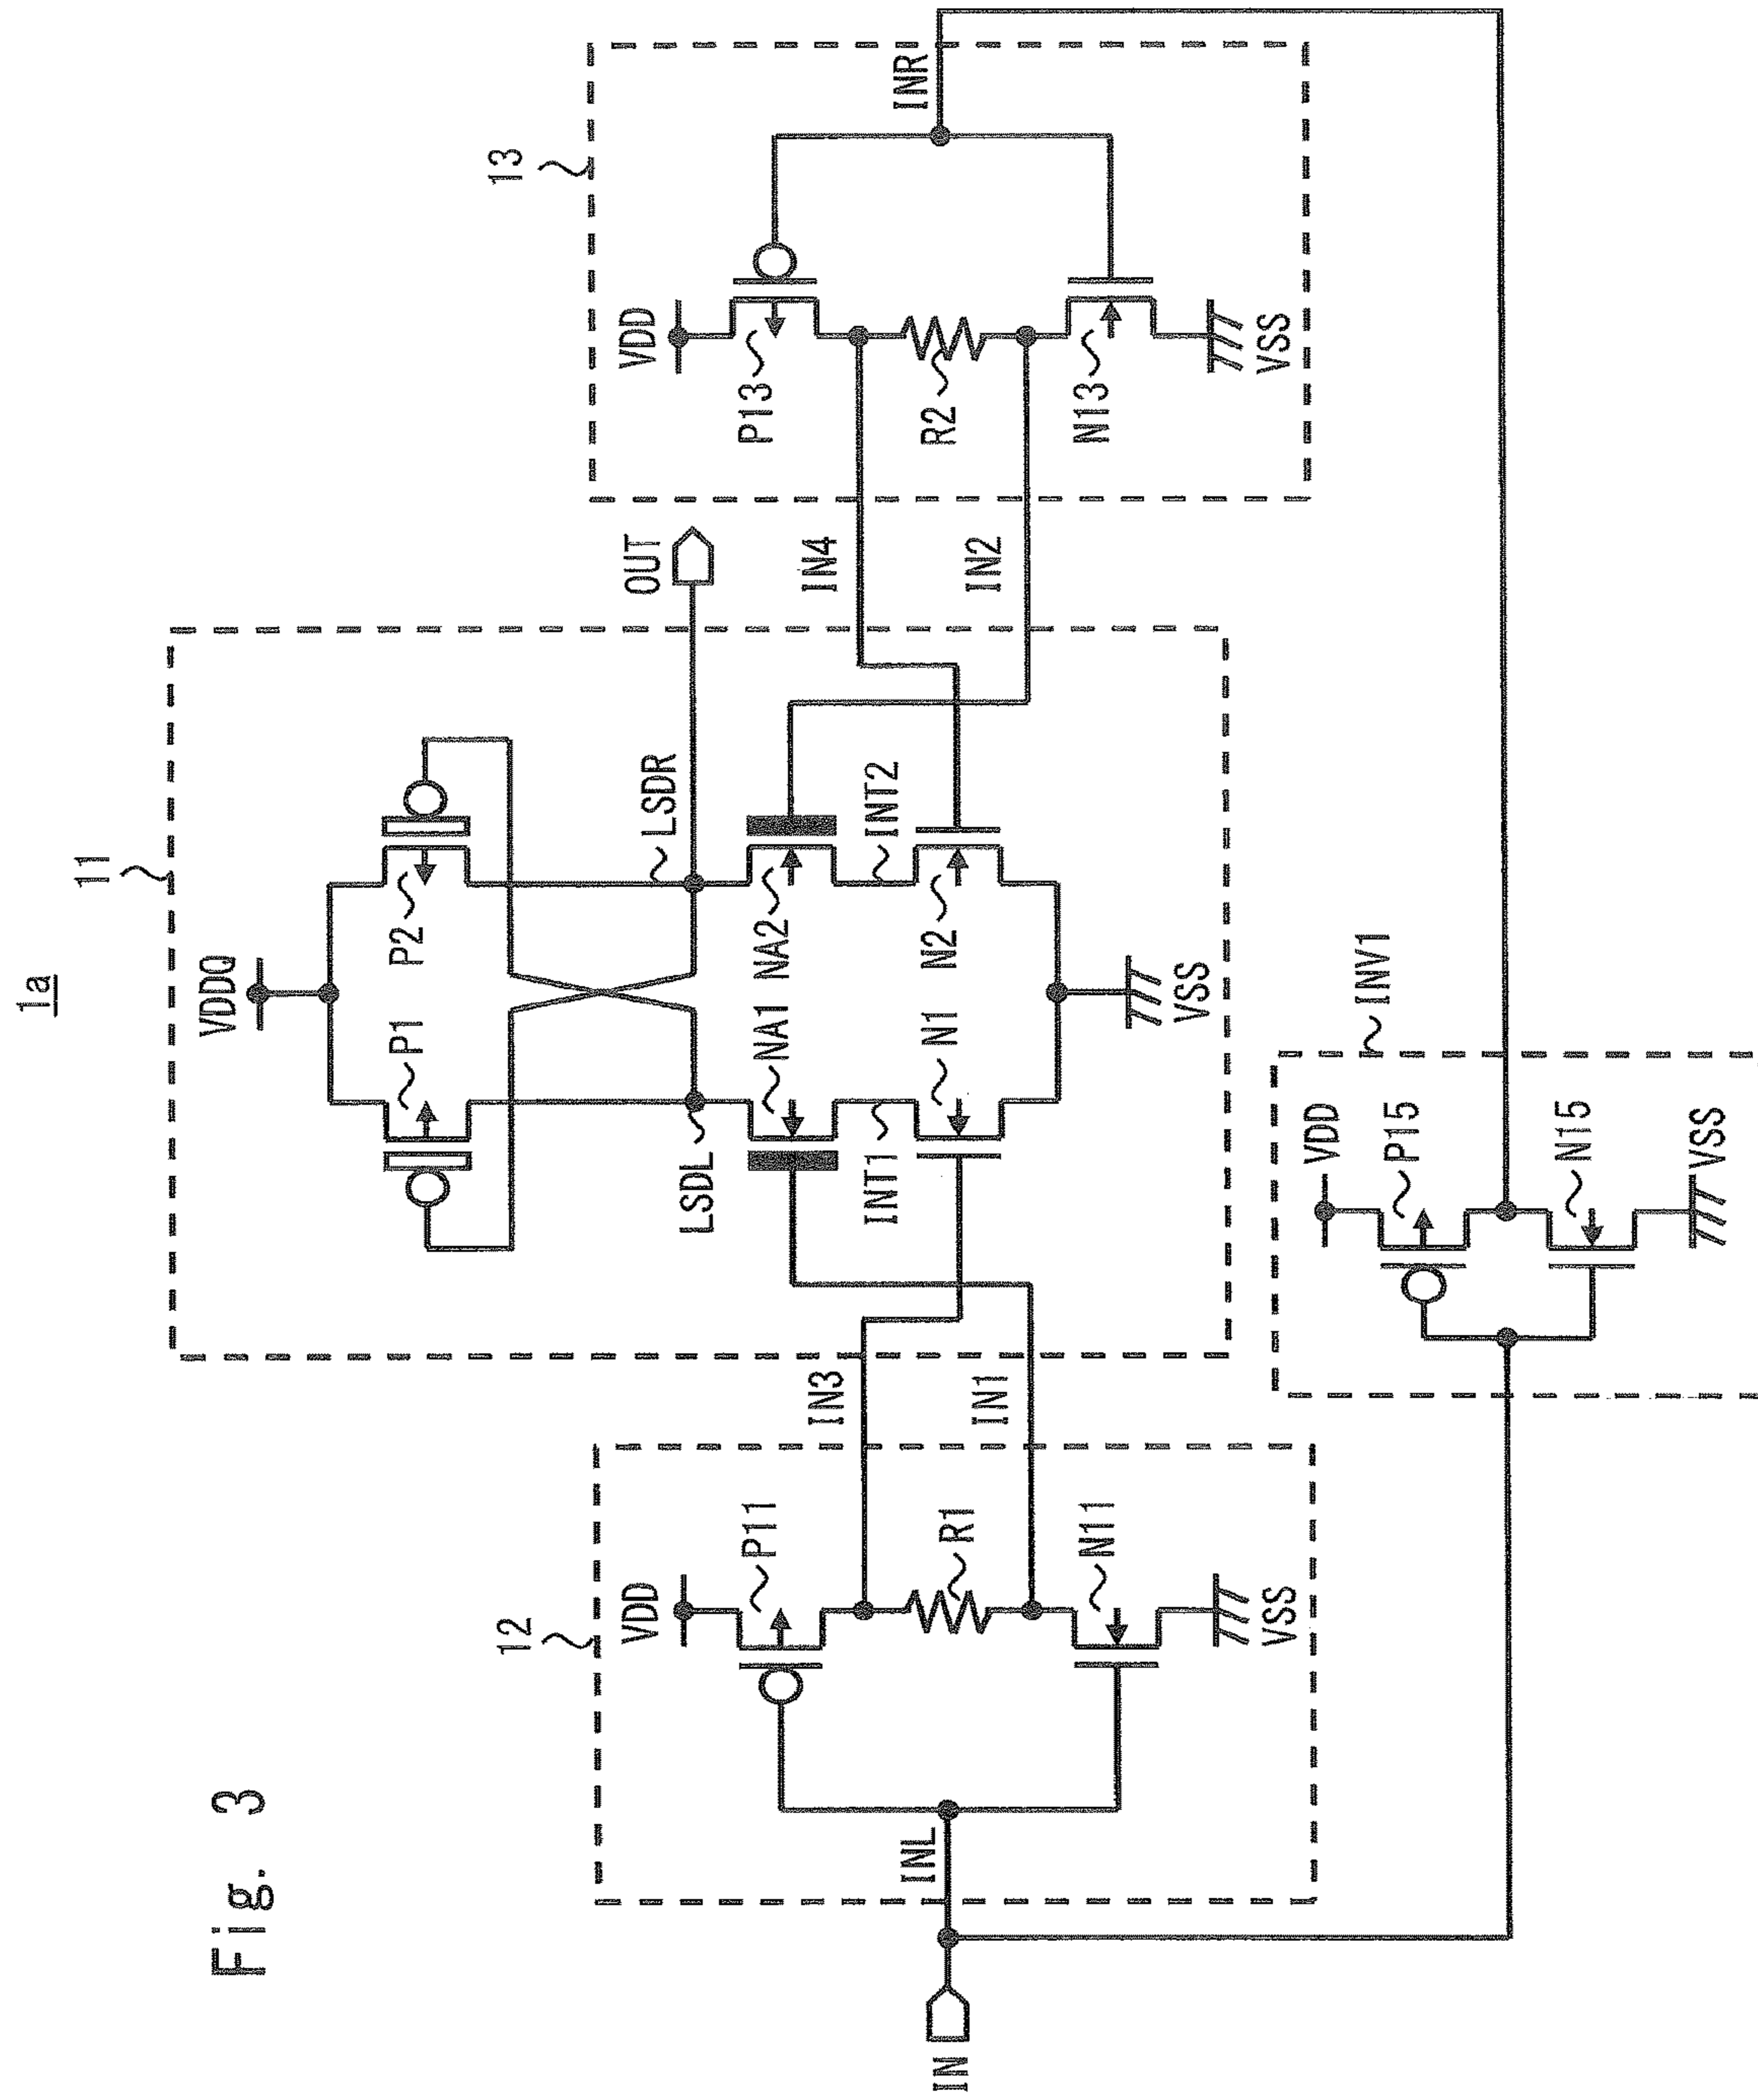 Fig. 3
1a
11
VDDQ
P1
P2
LSDL
LSDR
OUT
NA1
NA2
INT1
INT2
N1
N2
VSS
12
VDD
P11
IN3
R1
IN1
INL
N11
VSS
IN
13
VDD
P13
INR
IN4
R2
IN2
N13
VSS
INV1
VDD
P15
N15
VSS